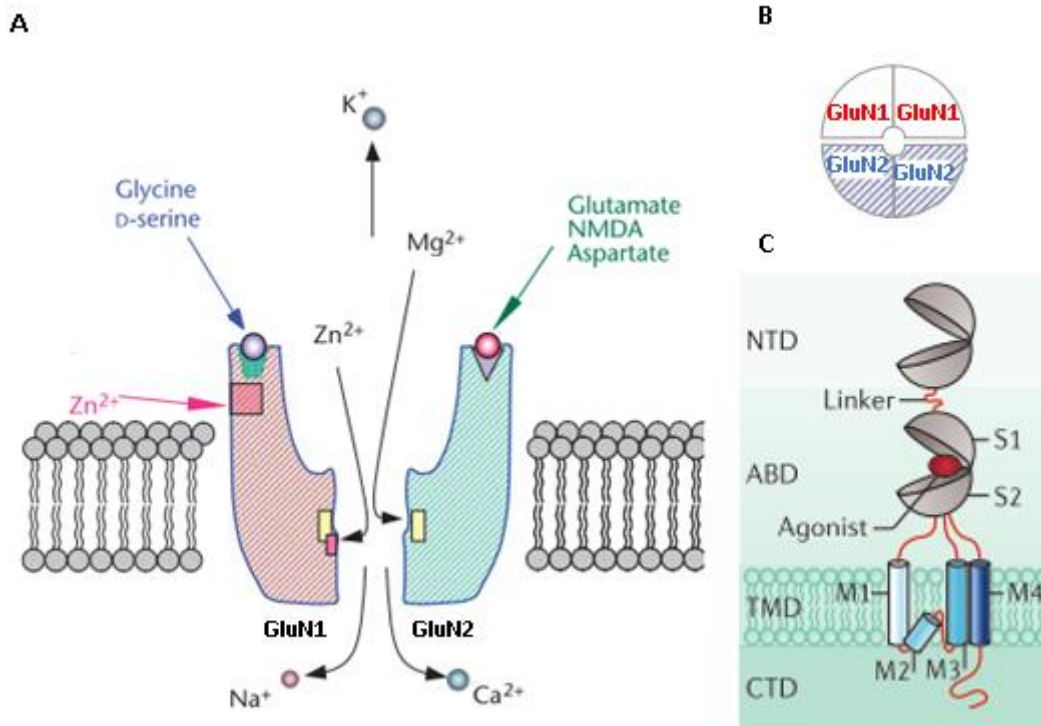 A
K+
Glycine
D-serine
Glutamate
NMDA
Aspartate
Mg2+
Zn2+
Zn2+
GluN1
GluN2
Na+
Ca2+
B
GluN1 GluN1
GluN2 GluN2
C
NTD
Linker
S1
ABD
S2
Agonist
M1
M4
TMD
M2
M3
CTD